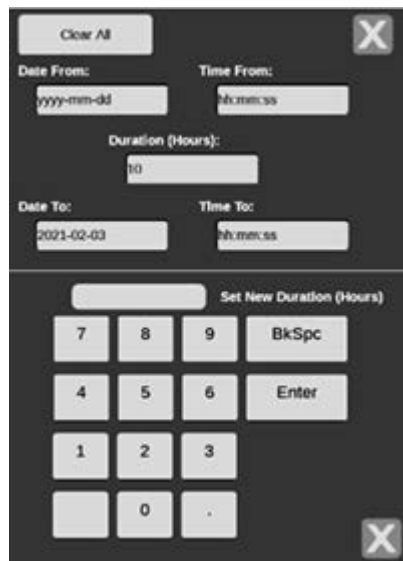 Clear All X
Date From: Time From:
yyyy-mm-dd hh:mm:ss
Duration (Hours):
10
Date To: Time To:
2021-02-03 hh:mm:ss
Set New Duration (Hours)
7 8 9 BkSpc
4 5 6 Enter
1 2 3
0 .
X